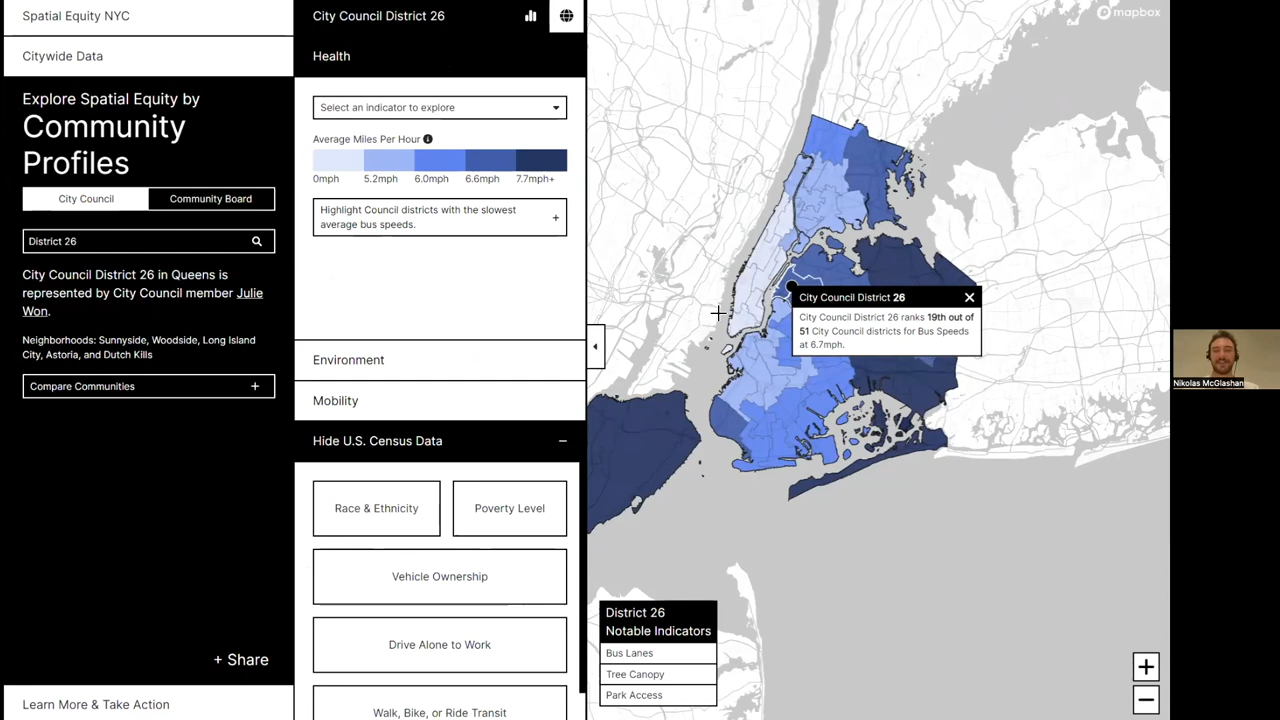 Spatial Equity NYC
Citywide Data
Explore Spatial Equity by
Community
Profiles
City Council
Community Board
District 26
City Council District 26 in Queens is
represented by City Council member Julie
Won.
Neighborhoods: Sunnyside, Woodside, Long Island
City, Astoria, and Dutch Kills
Compare Communities +
+ Share
Learn More & Take Action
City Council District 26
Health
Select an indicator to explore
Average Miles Per Hour
0mph 5.2mph 6.0mph 6.6mph 7.7mph+
Highlight Council districts with the slowest
average bus speeds. +
Environment
Mobility
Hide U.S. Census Data −
Race & Ethnicity
Poverty Level
Vehicle Ownership
Drive Alone to Work
Walk, Bike, or Ride Transit
mapbox
City Council District 26
City Council District 26 ranks 19th out of
51 City Council districts for Bus Speeds
at 6.7mph.
District 26
Notable Indicators
Bus Lanes
Tree Canopy
Park Access
+
−
Nikolas McGlashan